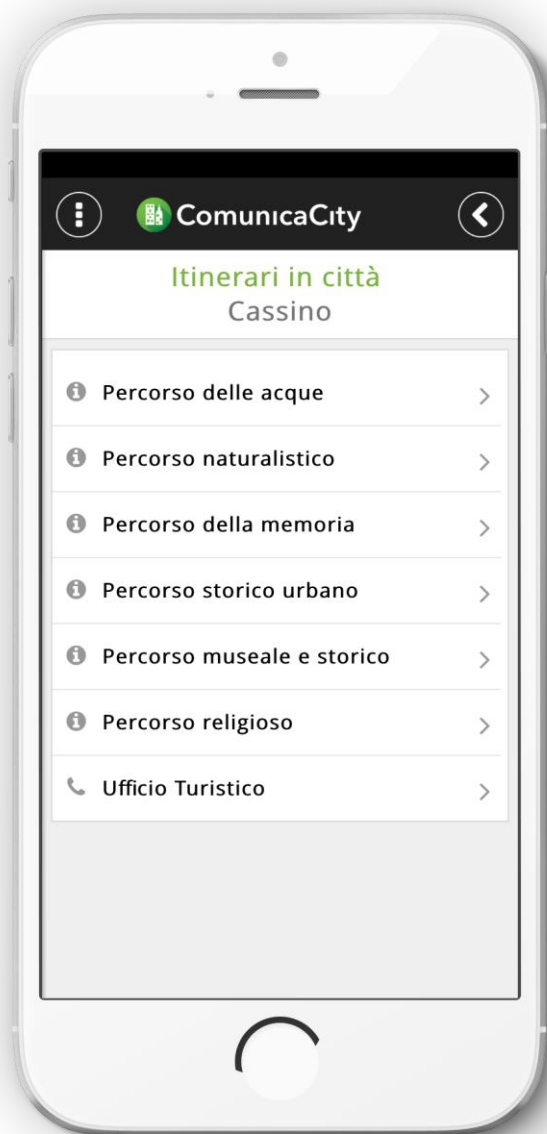 ComunicaCity
Itinerari in città
Cassino
Percorso delle acque
Percorso naturalistico
Percorso della memoria
Percorso storico urbano
Percorso museale e storico
Percorso religioso
Ufficio Turistico